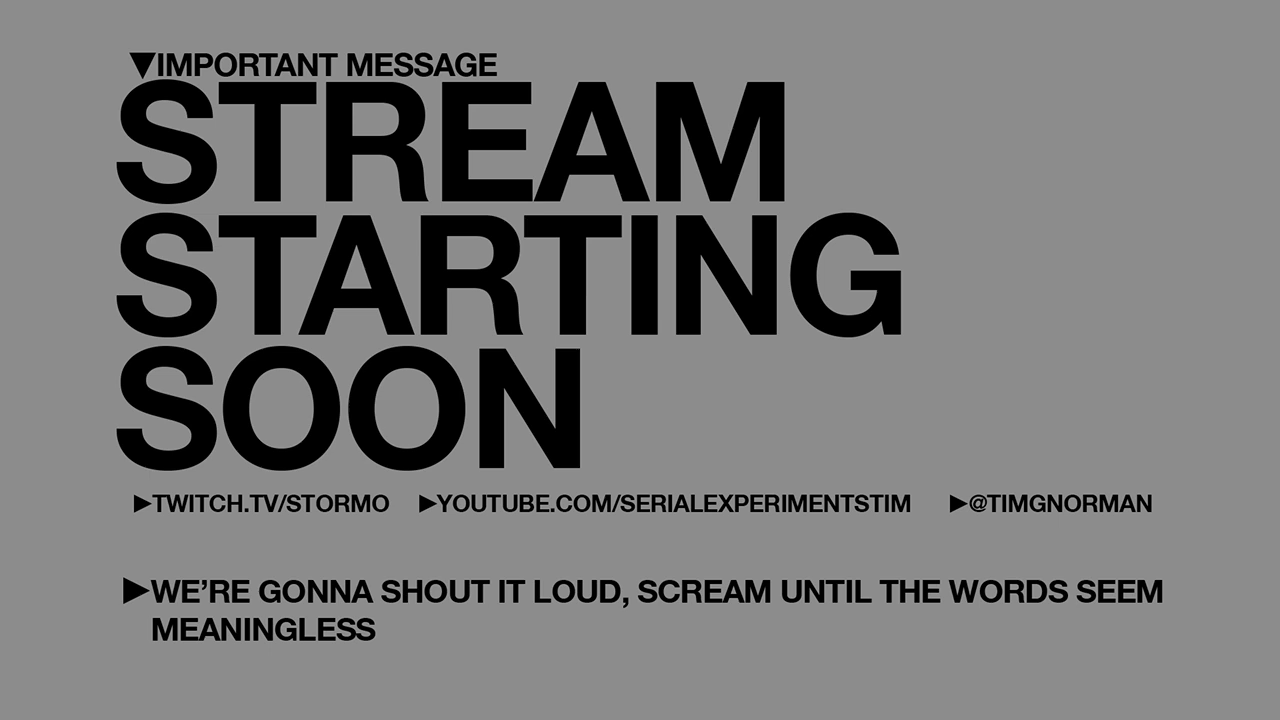 ▼IMPORTANT MESSAGE
STREAM
STARTING
SOON
▶TWITCH.TV/STORMO ▶YOUTUBE.COM/SERIALEXPERIMENTSTIM ▶@TIMGNORMAN
▶WE’RE GONNA SHOUT IT LOUD, SCREAM UNTIL THE WORDS SEEM
MEANINGLESS